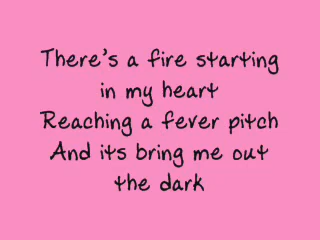 There's a fire starting
in my heart
Reaching a fever pitch
And its bring me out
the dark